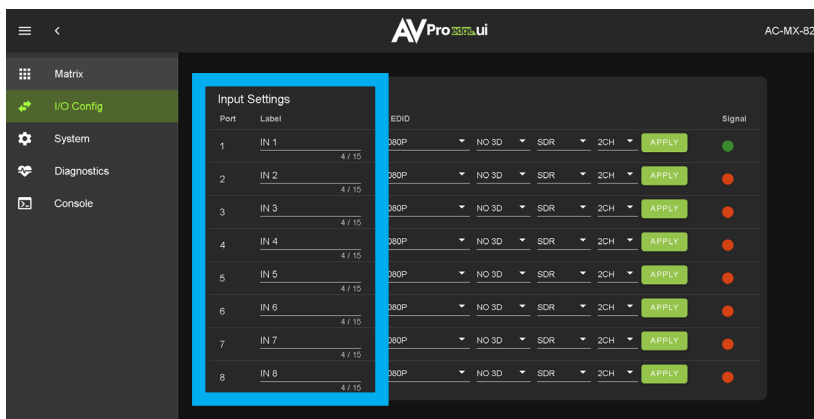 AVPro edge.ui
AC-MX-82
Matrix
I/O Config
System
Diagnostics
Console
Input Settings
Port Label EDID Signal
1 IN 1 080P NO 3D SDR 2CH APPLY
4 / 15
2 IN 2 080P NO 3D SDR 2CH APPLY
4 / 15
3 IN 3 080P NO 3D SDR 2CH APPLY
4 / 15
4 IN 4 080P NO 3D SDR 2CH APPLY
4 / 15
5 IN 5 080P NO 3D SDR 2CH APPLY
4 / 15
6 IN 6 080P NO 3D SDR 2CH APPLY
4 / 15
7 IN 7 080P NO 3D SDR 2CH APPLY
4 / 15
8 IN 8 080P NO 3D SDR 2CH APPLY
4 / 15